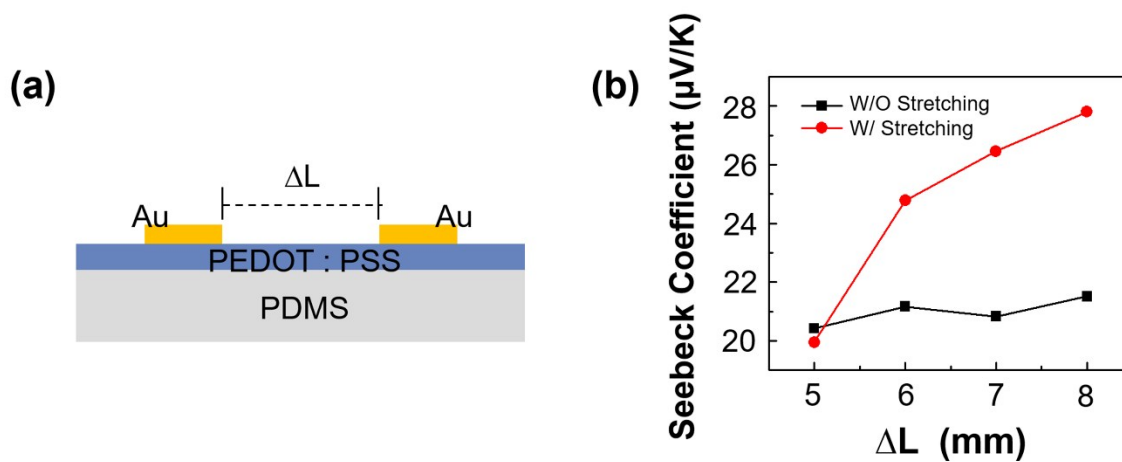 (a)
ΔL
Au
Au
PEDOT : PSS
PDMS
(b)
Seebeck Coefficient (μV/K)
28
26
24
22
20
W/O Stretching
W/ Stretching
5
6
7
8
ΔL (mm)